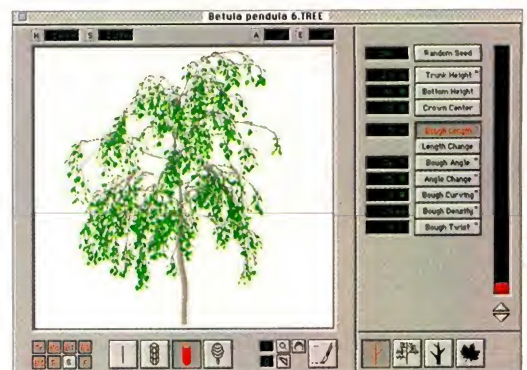 Betula pendula 6.TREE
H S A E
Random Seed
Trunk Height
Bottom Height
Crown Center
Bough Length
Length Change
Bough Angle
Angle Change
Bough Curving
Bough Density
Bough Twist